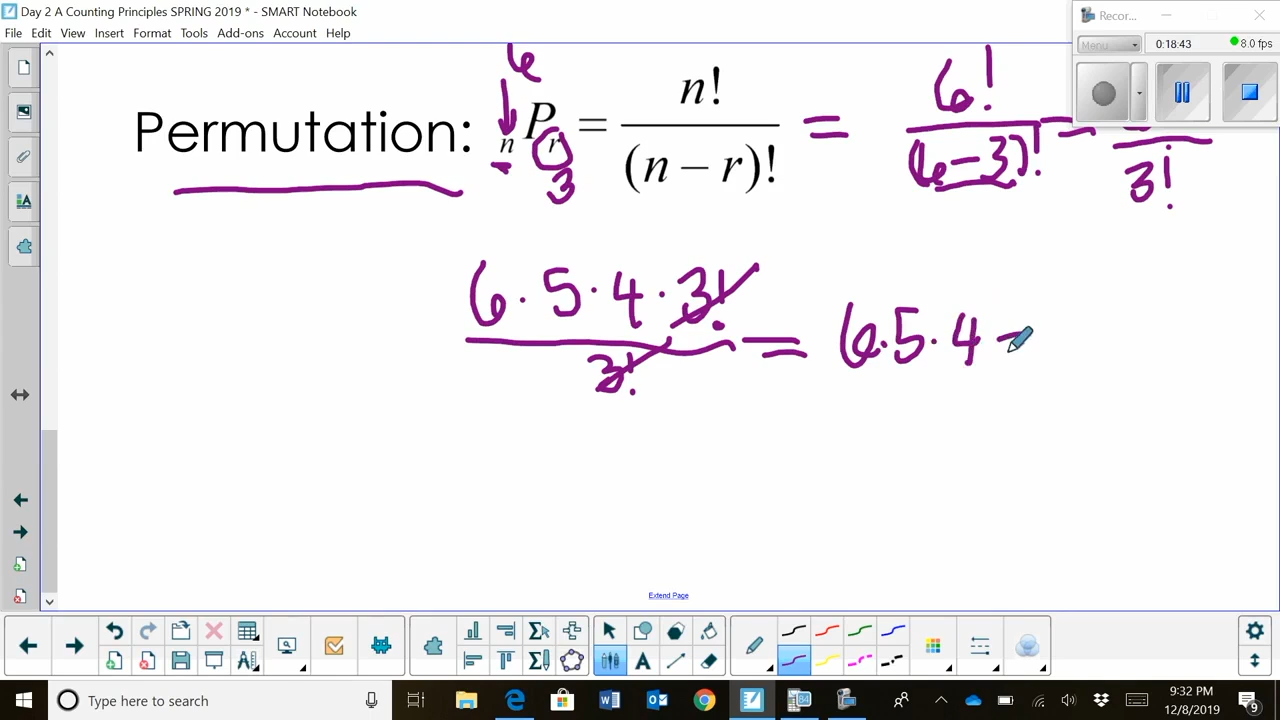 Day 2 A Counting Principles SPRING 2019 * - SMART Notebook
Recor...
File Edit View Insert Format Tools Add-ons Account Help
Menu 0:18:43 8.0 fps
6
Permutation: nPr = n! / (n − r)! = 6! / (6−3)! = / 3!
3
6 · 5 · 4 · 3! / 3! = 6 · 5 · 4
Extend Page
Type here to search
9:32 PM
12/8/2019
9